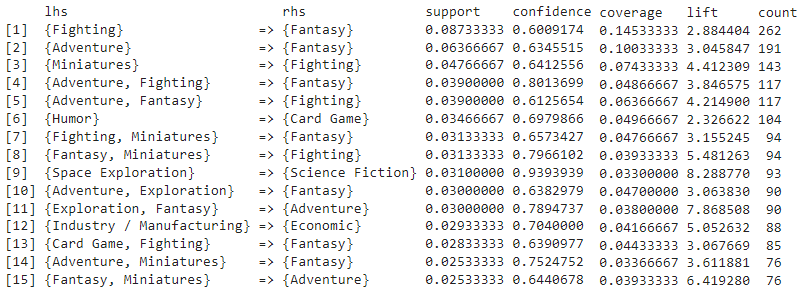 lhs rhs support confidence coverage lift count
[1] {Fighting} => {Fantasy} 0.08733333 0.6009174 0.14533333 2.884404 262
[2] {Adventure} => {Fantasy} 0.06366667 0.6345515 0.10033333 3.045847 191
[3] {Miniatures} => {Fighting} 0.04766667 0.6412556 0.07433333 4.412309 143
[4] {Adventure, Fighting} => {Fantasy} 0.03900000 0.8013699 0.04866667 3.846575 117
[5] {Adventure, Fantasy} => {Fighting} 0.03900000 0.6125654 0.06366667 4.214900 117
[6] {Humor} => {Card Game} 0.03466667 0.6979866 0.04966667 2.326622 104
[7] {Fighting, Miniatures} => {Fantasy} 0.03133333 0.6573427 0.04766667 3.155245 94
[8] {Fantasy, Miniatures} => {Fighting} 0.03133333 0.7966102 0.03933333 5.481263 94
[9] {Space Exploration} => {Science Fiction} 0.03100000 0.9393939 0.03300000 8.288770 93
[10] {Adventure, Exploration} => {Fantasy} 0.03000000 0.6382979 0.04700000 3.063830 90
[11] {Exploration, Fantasy} => {Adventure} 0.03000000 0.7894737 0.03800000 7.868508 90
[12] {Industry / Manufacturing} => {Economic} 0.02933333 0.7040000 0.04166667 5.052632 88
[13] {Card Game, Fighting} => {Fantasy} 0.02833333 0.6390977 0.04433333 3.067669 85
[14] {Adventure, Miniatures} => {Fantasy} 0.02533333 0.7524752 0.03366667 3.611881 76
[15] {Fantasy, Miniatures} => {Adventure} 0.02533333 0.6440678 0.03933333 6.419280 76